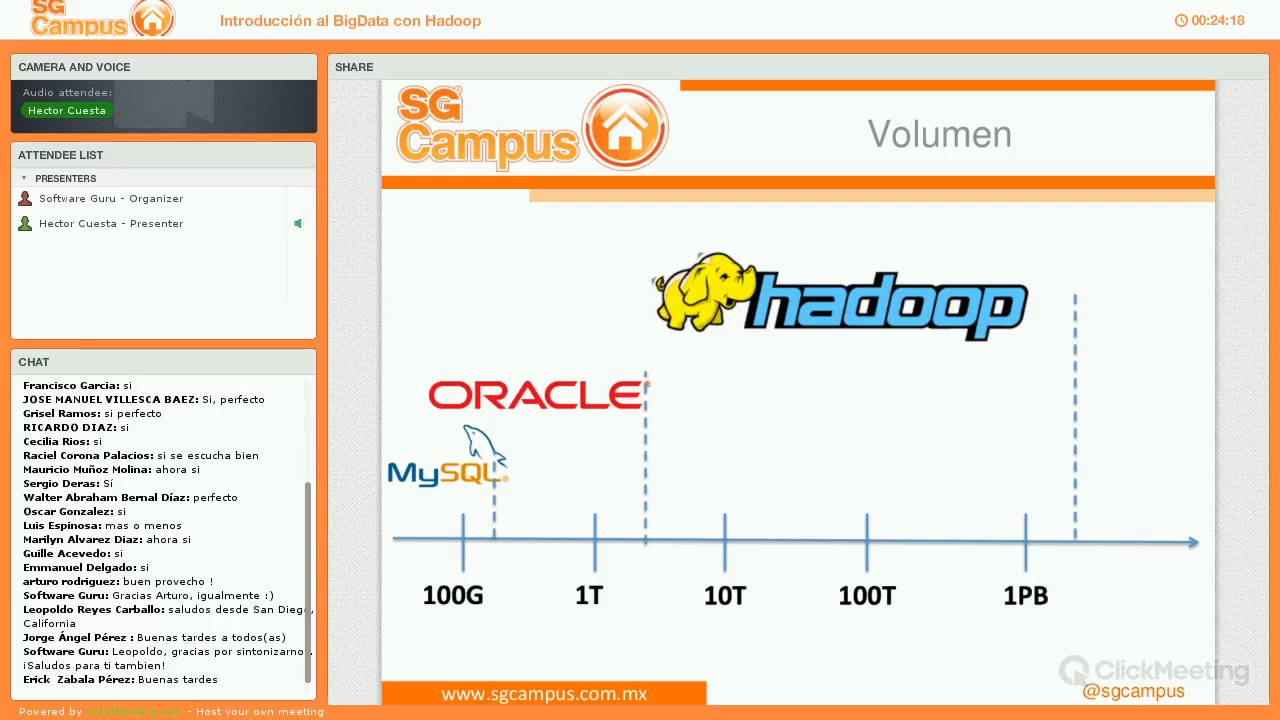 SG
Campus
Introducción al BigData con Hadoop
00:24:18
CAMERA AND VOICE
Audio attendee:
Hector Cuesta
ATTENDEE LIST
PRESENTERS
Software Guru - Organizer
Hector Cuesta - Presenter
CHAT
Francisco Garcia: si
JOSE MANUEL VILLESCA BAEZ: Si, perfecto
Grisel Ramos: si perfecto
RICARDO DIAZ: si
Cecilia Rios: si
Raciel Corona Palacios: si se escucha bien
Mauricio Muñoz Molina: ahora si
Sergio Deras: Sí
Walter Abraham Bernal Díaz: perfecto
Oscar Gonzalez: si
Luis Espinosa: mas o menos
Marilyn Alvarez Diaz: ahora si
Guille Acevedo: si
Emmanuel Delgado: si
arturo rodriguez: buen provecho !
Software Guru: Gracias Arturo, igualmente :)
Leopoldo Reyes Carballo: saludos desde San Diego,
California
Jorge Ángel Pérez : Buenas tardes a todos(as)
Software Guru: Leopoldo, gracias por sintonizarno
¡Saludos para ti tambien!
Erick Zabala Pérez: Buenas tardes
Powered by ClickMeeting.com - Host your own meeting
SHARE
SG
Campus
Volumen
hadoop
ORACLE®
MySQL®
100G 1T 10T 100T 1PB
www.sgcampus.com.mx
ClickMeeting
@sgcampus